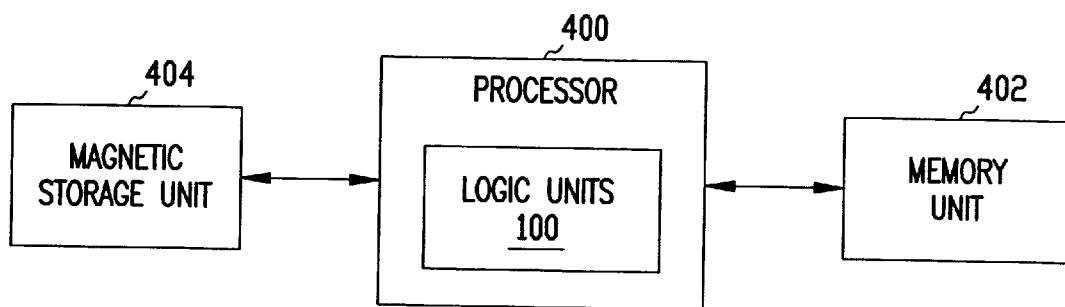 400
404
402
PROCESSOR
MAGNETIC
STORAGE UNIT
LOGIC UNITS
100
MEMORY
UNIT